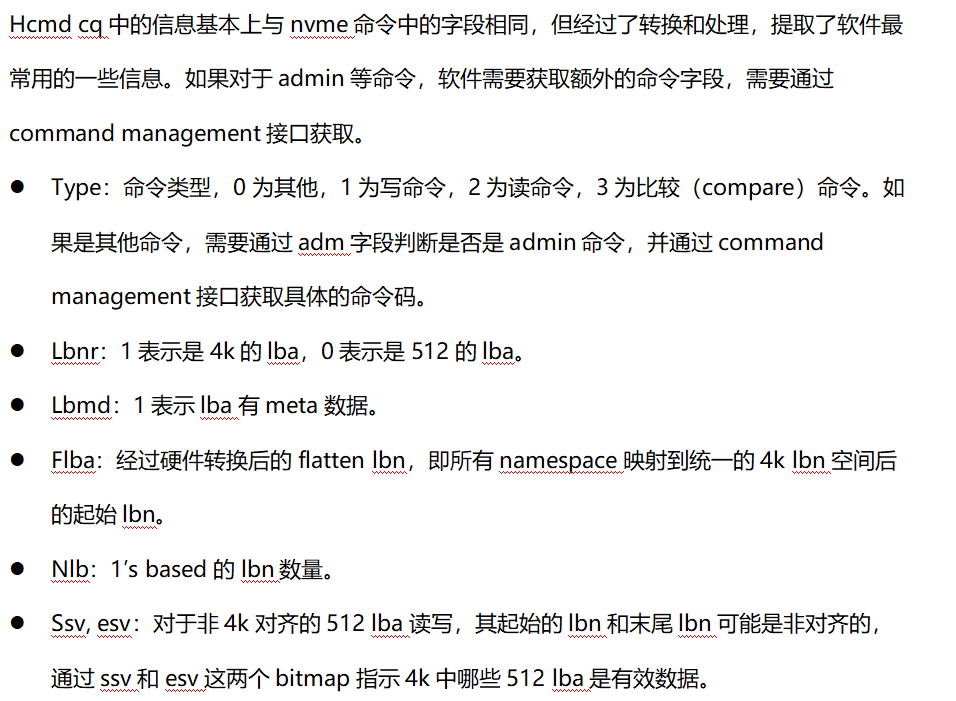 Hcmd cq 中的信息基本上与 nvme 命令中的字段相同，但经过了转换和处理，提取了软件最
常用的一些信息。如果对于 admin 等命令，软件需要获取额外的命令字段，需要通过
command management 接口获取。
● Type：命令类型，0 为其他，1 为写命令，2 为读命令，3 为比较（compare）命令。如
果是其他命令，需要通过 adm 字段判断是否是 admin 命令，并通过 command
management 接口获取具体的命令码。
● Lbnr：1 表示是 4k 的 lba，0 表示是 512 的 lba。
● Lbmd：1 表示 lba 有 meta 数据。
● Flba：经过硬件转换后的 flatten lbn，即所有 namespace 映射到统一的 4k lbn 空间后
的起始 lbn。
● Nlb：1’s based 的 lbn 数量。
● Ssv, esv：对于非 4k 对齐的 512 lba 读写，其起始的 lbn 和末尾 lbn 可能是非对齐的，
通过 ssv 和 esv 这两个 bitmap 指示 4k 中哪些 512 lba 是有效数据。